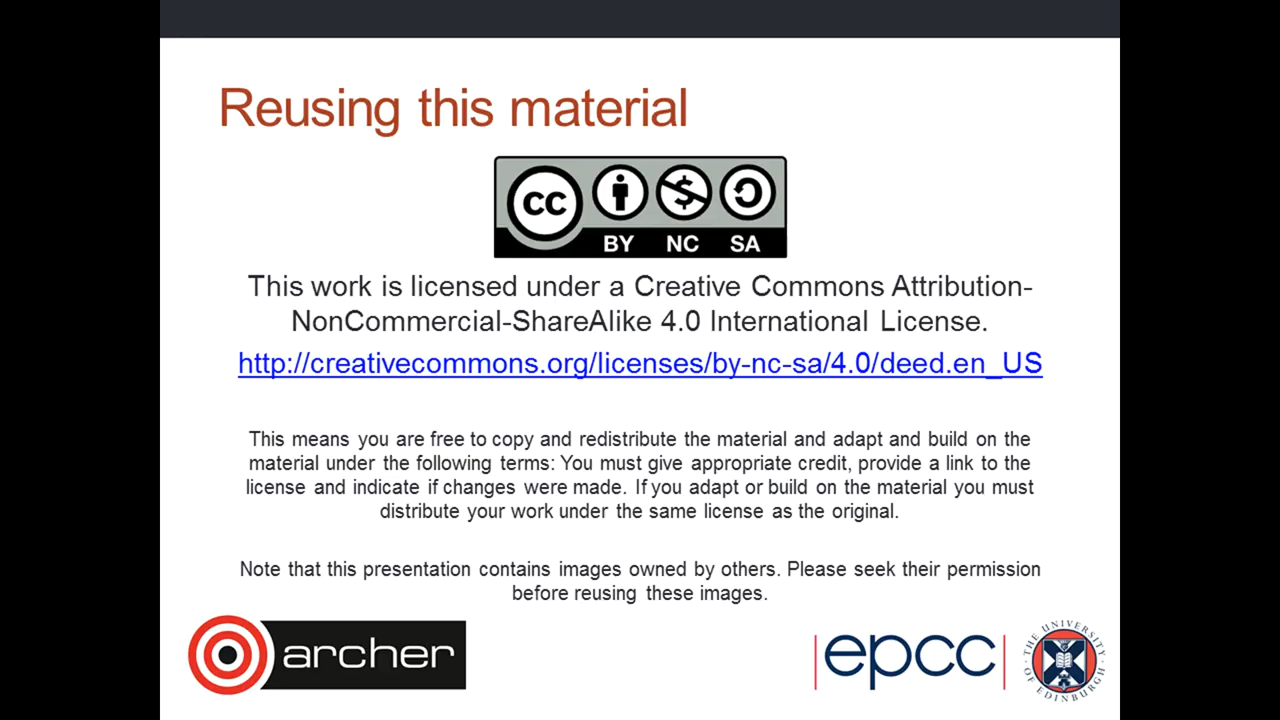 Reusing this material
CC
BY NC SA
This work is licensed under a Creative Commons Attribution-
NonCommercial-ShareAlike 4.0 International License.
http://creativecommons.org/licenses/by-nc-sa/4.0/deed.en_US
This means you are free to copy and redistribute the material and adapt and build on the
material under the following terms: You must give appropriate credit, provide a link to the
license and indicate if changes were made. If you adapt or build on the material you must
distribute your work under the same license as the original.
Note that this presentation contains images owned by others. Please seek their permission
before reusing these images.
archer
epcc
THE UNIVERSITY
OF EDINBURGH